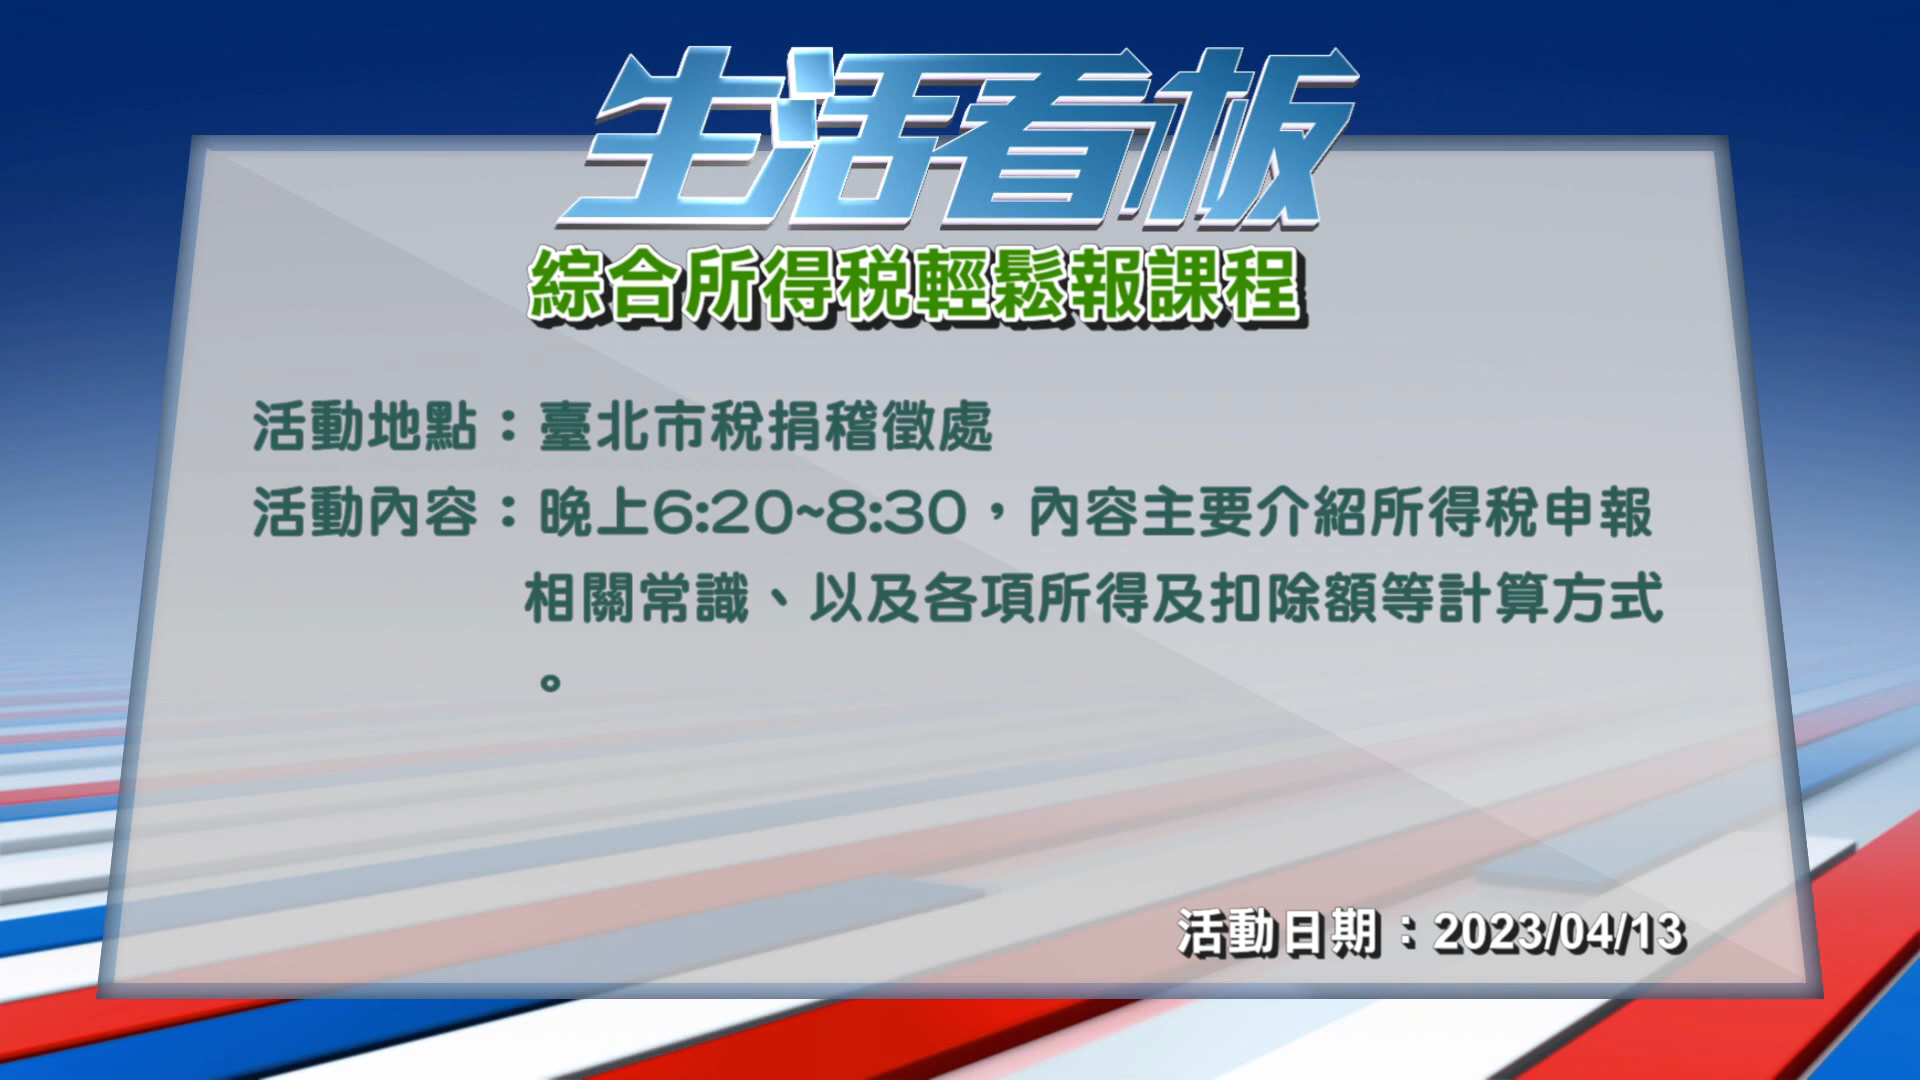 生活看板
綜合所得税輕鬆報課程
活動地點：臺北市稅捐稽徵處
活動內容：晚上6:20~8:30，內容主要介紹所得稅申報
相關常識、以及各項所得及扣除額等計算方式
。
活動日期：2023/04/13